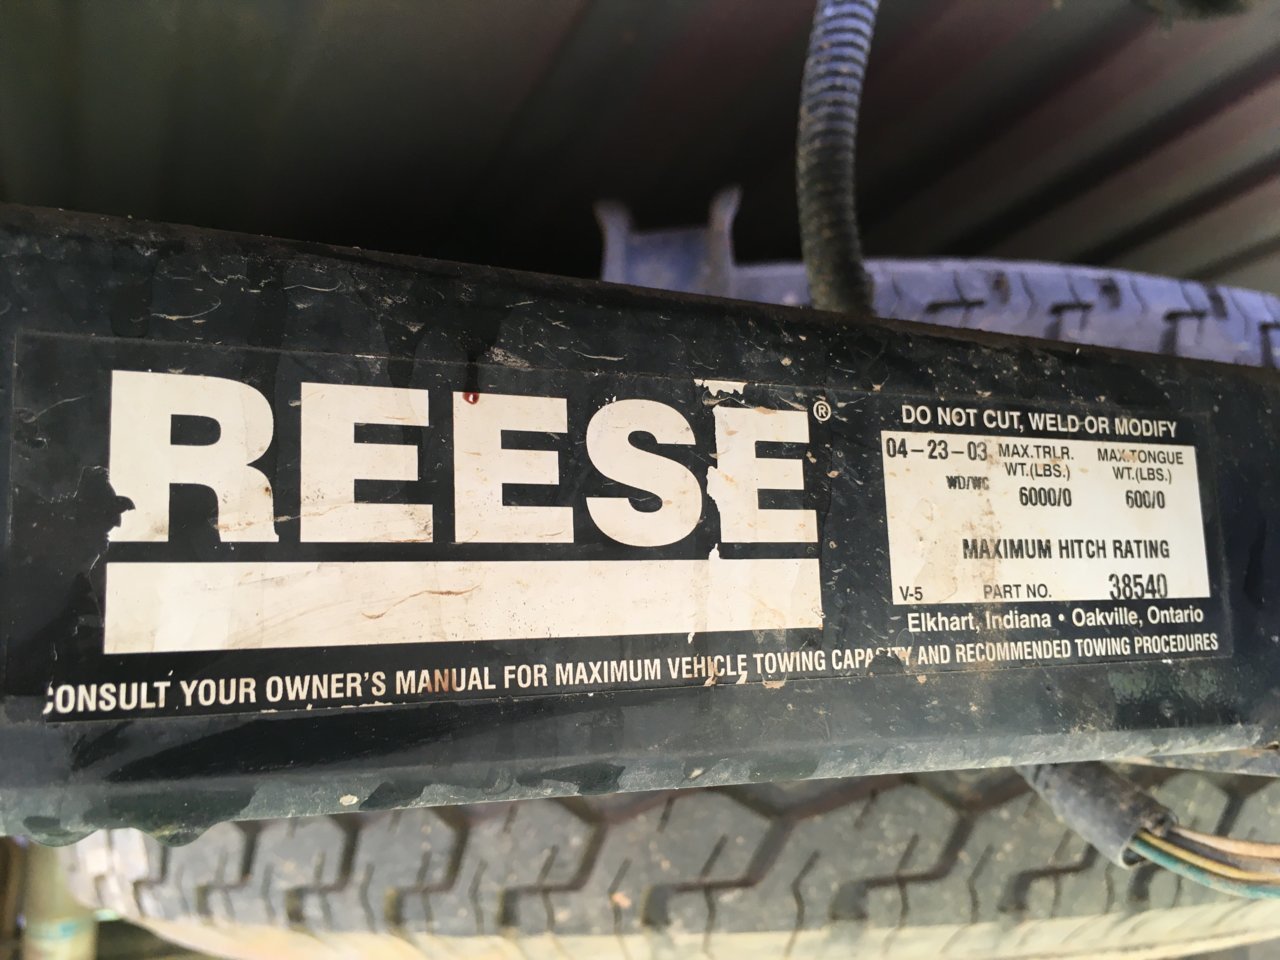 REESE®
DO NOT CUT, WELD OR MODIFY
04-23-03 MAX.TRLR. MAX.TONGUE
WT.(LBS.) WT.(LBS.)
WD/WC 6000/0 600/0
MAXIMUM HITCH RATING
V-5 PART NO. 38540
Elkhart, Indiana • Oakville, Ontario
CONSULT YOUR OWNER'S MANUAL FOR MAXIMUM VEHICLE TOWING CAPACITY AND RECOMMENDED TOWING PROCEDURES